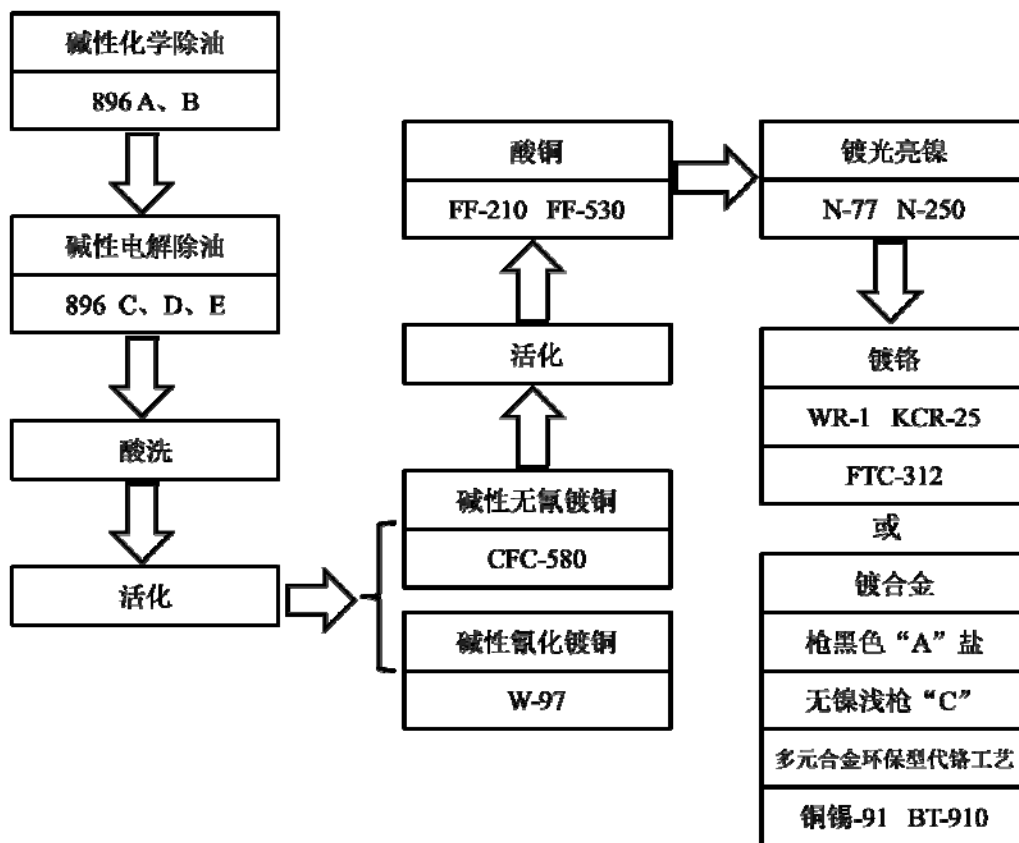 碱性化学除油
896 A、B
碱性电解除油
896 C、D、E
酸洗
活化
碱性无氰镀铜
CFC-580
碱性氰化镀铜
W-97
活化
酸铜
FF-210 FF-530
镀光亮镍
N-77 N-250
镀铬
WR-1 KCR-25
FTC-312
或
镀合金
枪黑色“A”盐
无镍浅枪“C”
多元合金环保型代铬工艺
铜锡-91 BT-910